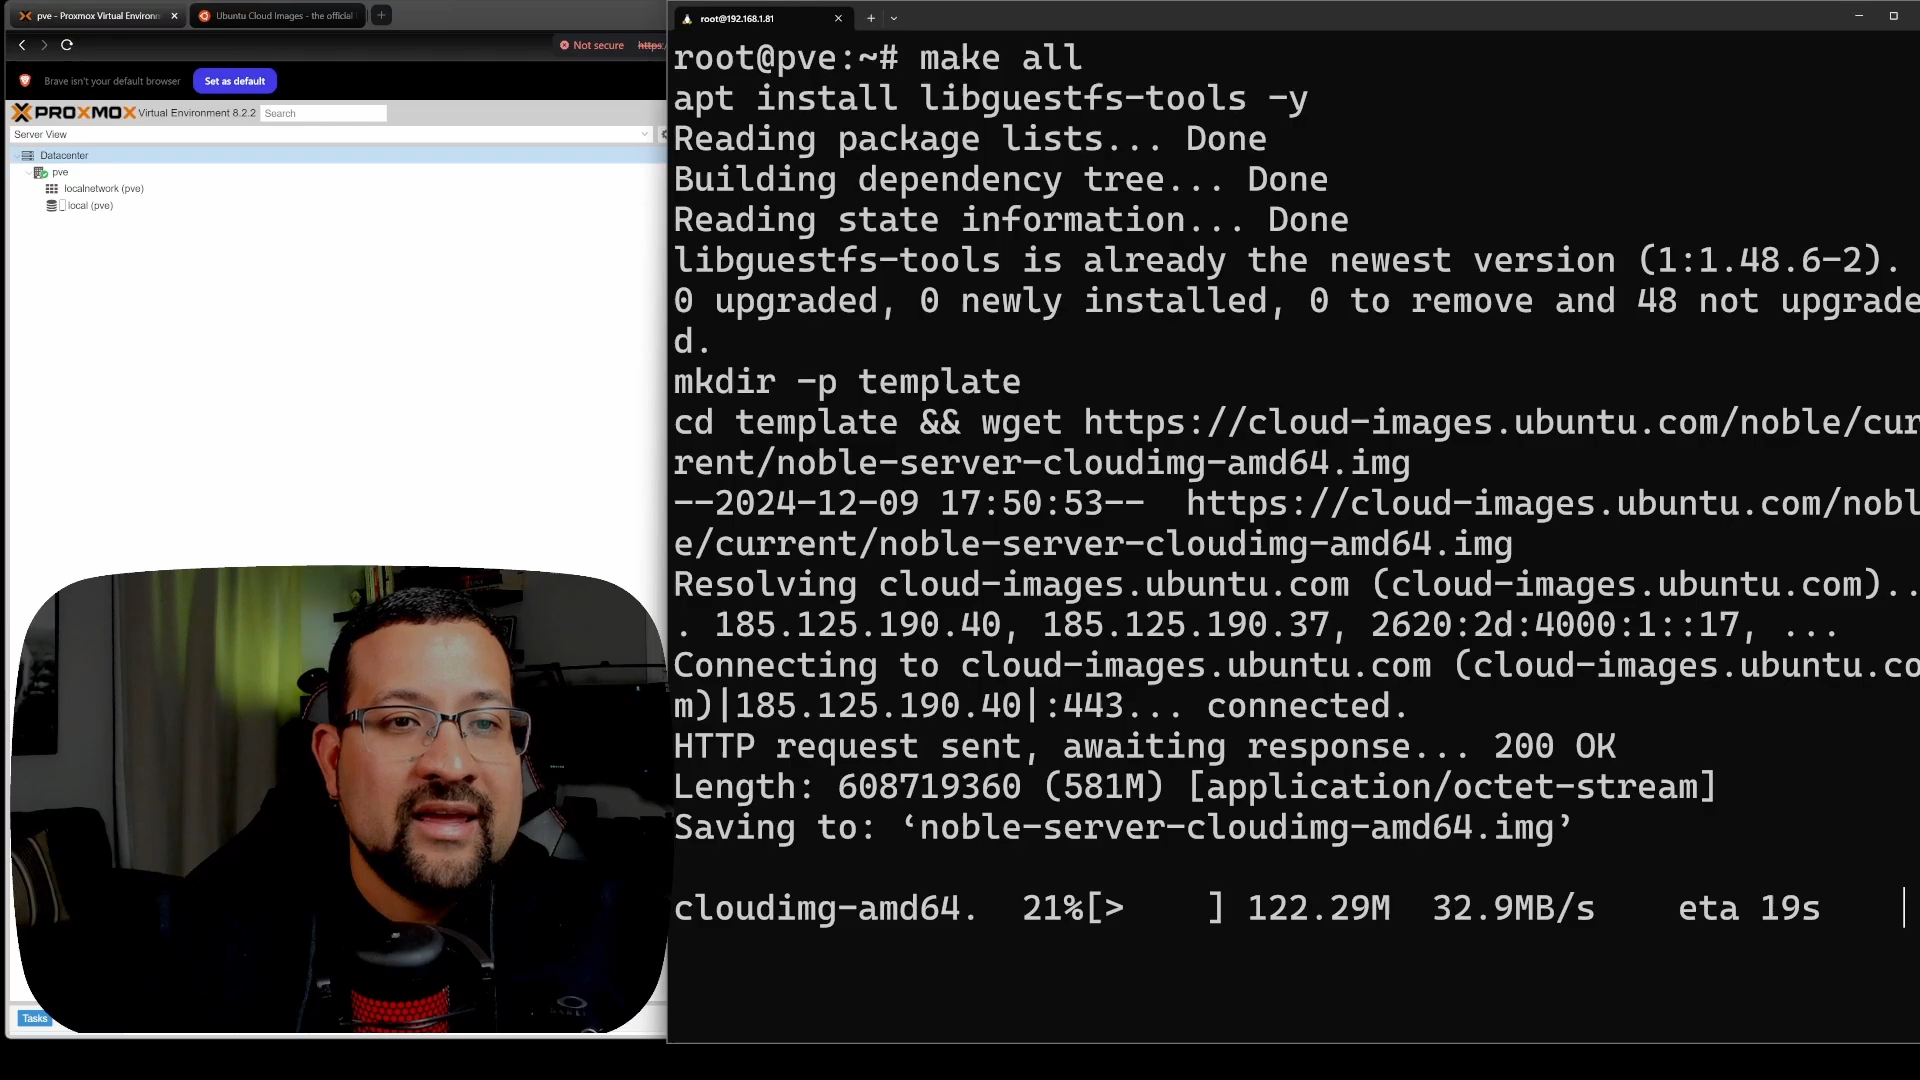 pve - Proxmox Virtual Environm
Ubuntu Cloud Images - the official
Not secure https:/
Brave isn't your default browser
Set as default
PROXMOX Virtual Environment 8.2.2 Search
Server View
Datacenter
pve
localnetwork (pve)
local (pve)
Tasks
root@192.168.1.81
root@pve:~# make all
apt install libguestfs-tools -y
Reading package lists... Done
Building dependency tree... Done
Reading state information... Done
libguestfs-tools is already the newest version (1:1.48.6-2).
0 upgraded, 0 newly installed, 0 to remove and 48 not upgrade
d.
mkdir -p template
cd template && wget https://cloud-images.ubuntu.com/noble/cur
rent/noble-server-cloudimg-amd64.img
--2024-12-09 17:50:53--  https://cloud-images.ubuntu.com/nobl
e/current/noble-server-cloudimg-amd64.img
Resolving cloud-images.ubuntu.com (cloud-images.ubuntu.com)..
. 185.125.190.40, 185.125.190.37, 2620:2d:4000:1::17, ...
Connecting to cloud-images.ubuntu.com (cloud-images.ubuntu.co
m)|185.125.190.40|:443... connected.
HTTP request sent, awaiting response... 200 OK
Length: 608719360 (581M) [application/octet-stream]
Saving to: ‘noble-server-cloudimg-amd64.img’
cloudimg-amd64.  21%[>    ] 122.29M  32.9MB/s    eta 19s